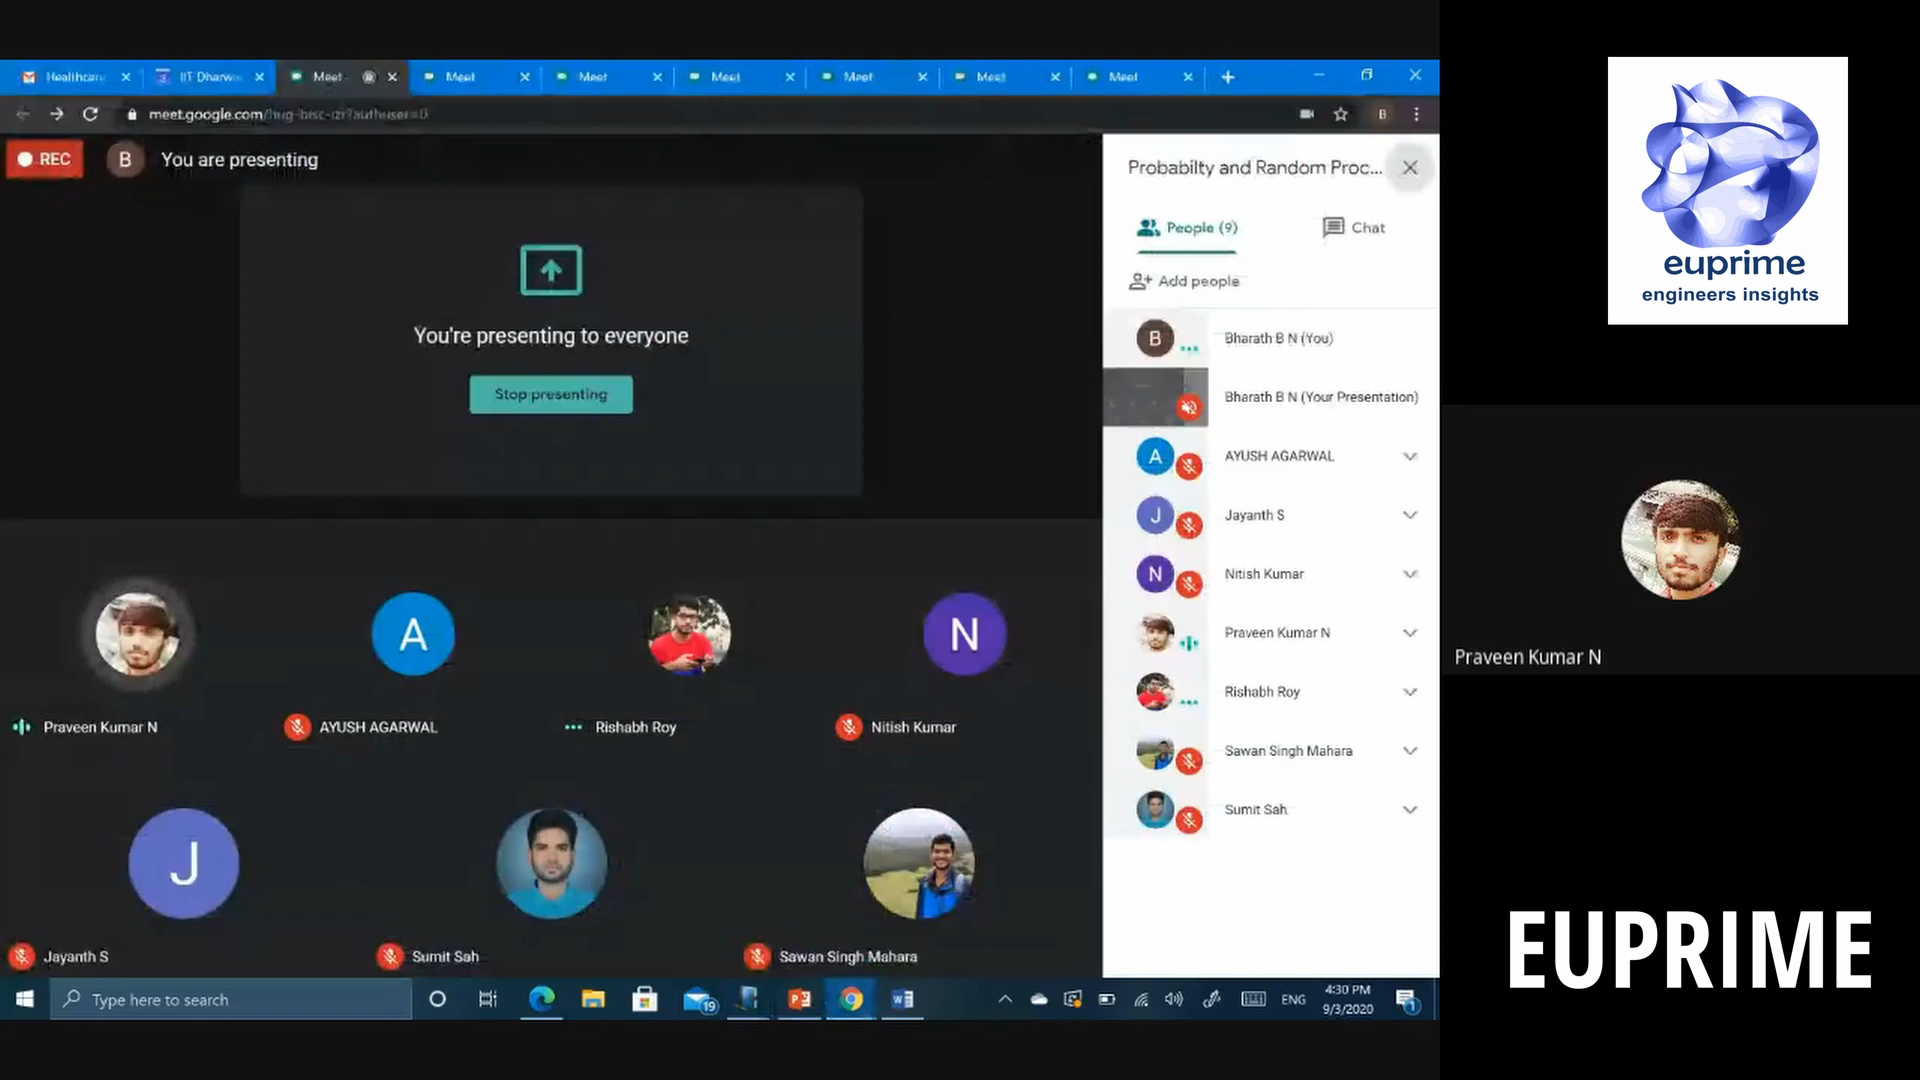 Healthcar
IIT Dharw
Meet
Meet
Meet
Meet
Meet
Meet
Meet
meet.google.com
B
REC
B
You are presenting
You're presenting to everyone
Stop presenting
Praveen Kumar N
A
AYUSH AGARWAL
Rishabh Roy
N
Nitish Kumar
J
Jayanth S
Sumit Sah
Sawan Singh Mahara
Probabilty and Random Proc...
People (9)
Chat
Add people
B
Bharath B N (You)
Bharath B N (Your Presentation)
A
AYUSH AGARWAL
J
Jayanth S
N
Nitish Kumar
Praveen Kumar N
Rishabh Roy
Sawan Singh Mahara
Sumit Sah
Type here to search
19
ENG
4:30 PM
9/3/2020
1
euprime
engineers insights
Praveen Kumar N
EUPRIME